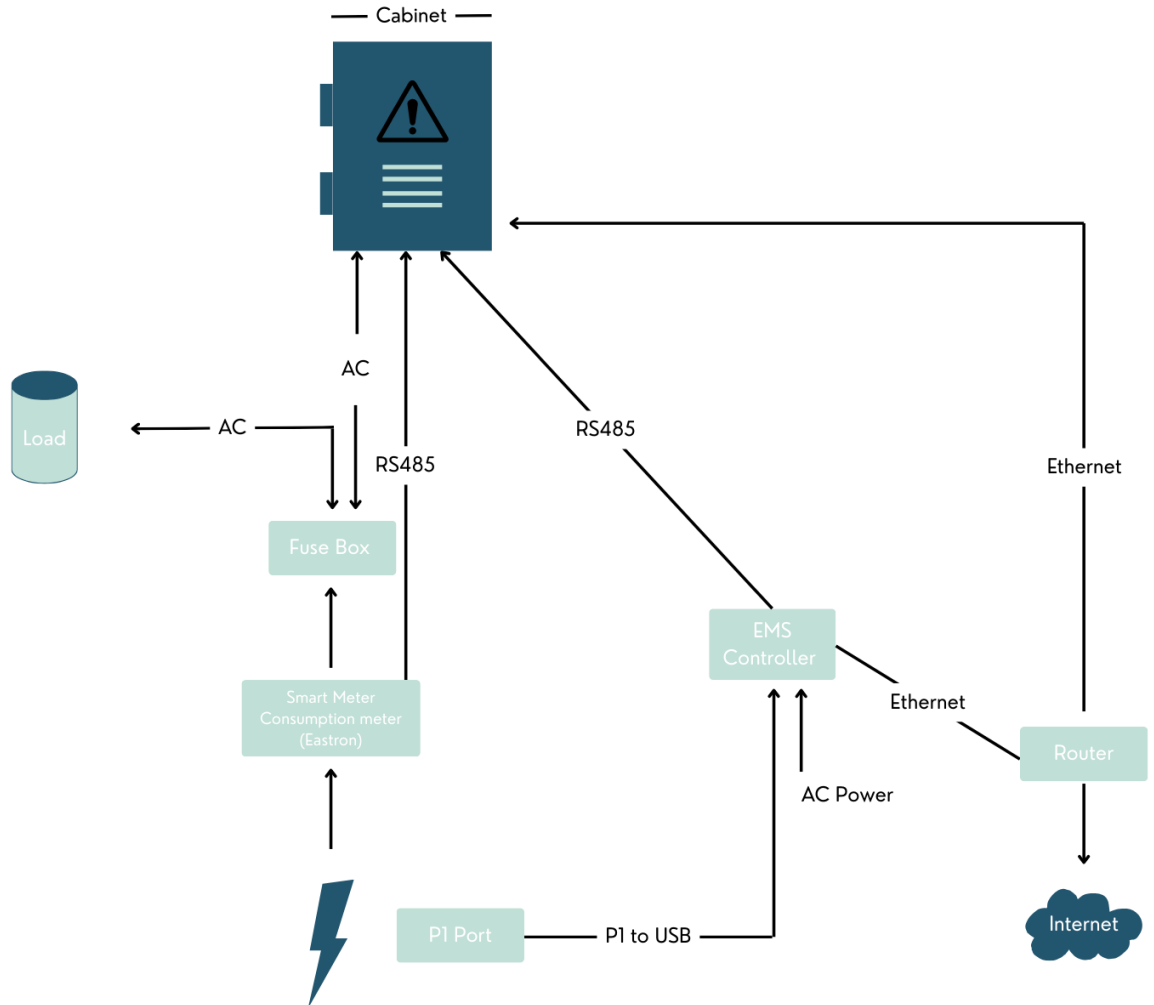 Cabinet
AC
Load
AC
RS485
RS485
Ethernet
Fuse Box
EMS
Controller
Smart Meter
Consumption meter
(Eastron)
Ethernet
Router
AC Power
P1 Port
P1 to USB
Internet